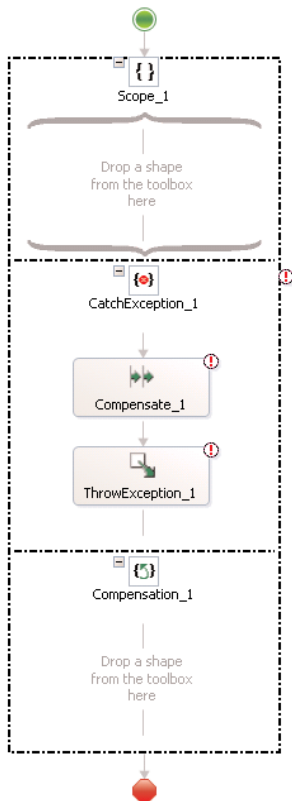 Scope_1
Drop a shape
from the toolbox
here
CatchException_1
Compensate_1
ThrowException_1
Compensation_1
Drop a shape
from the toolbox
here